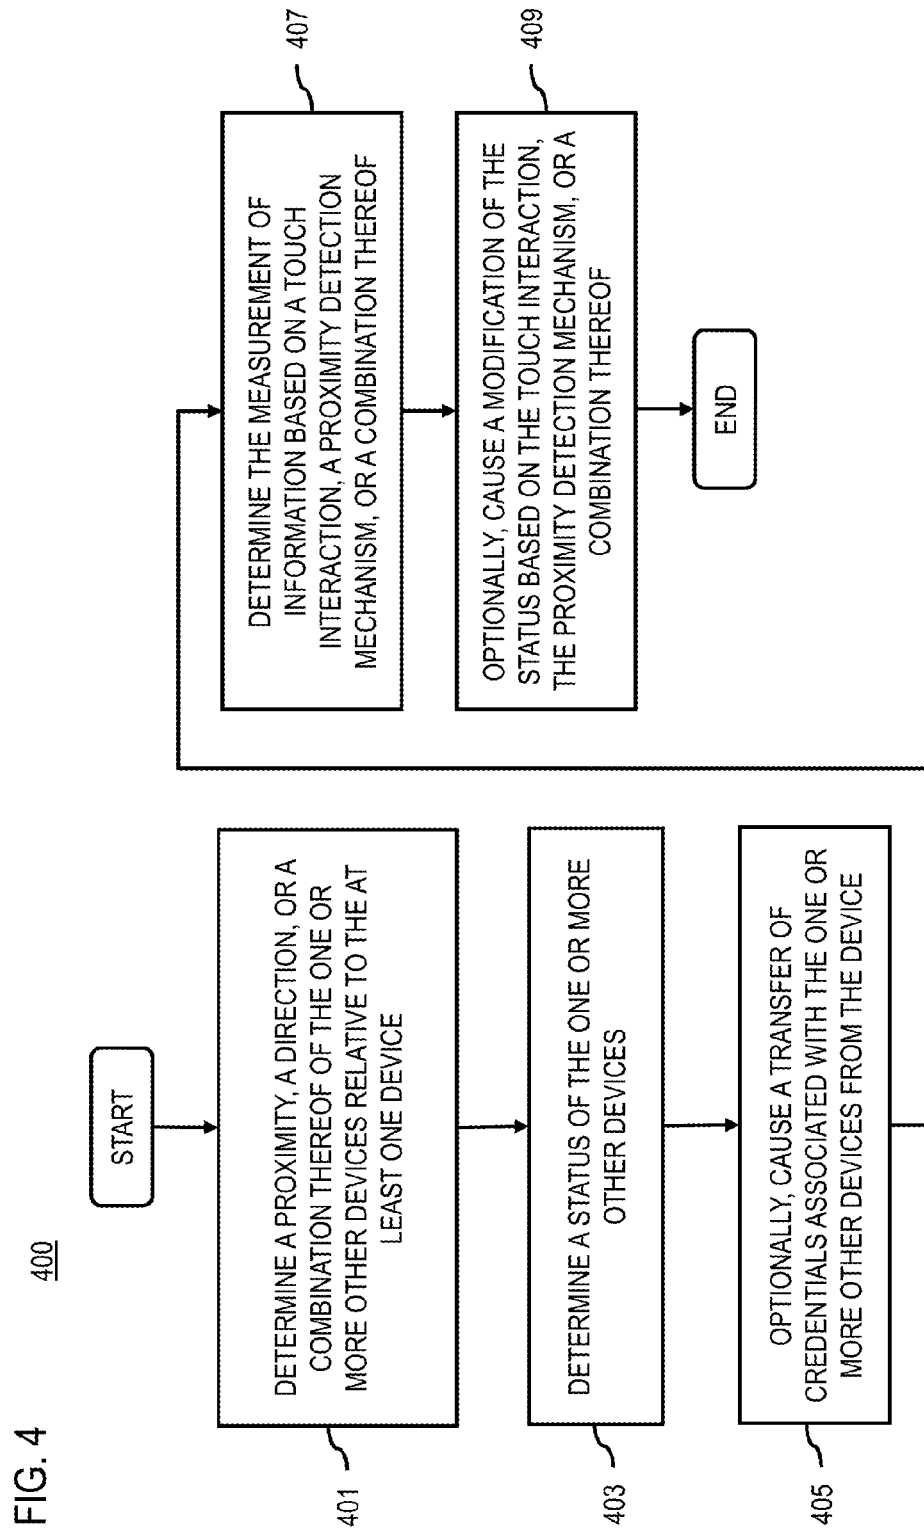 FIG. 4
400
START
DETERMINE A PROXIMITY, A DIRECTION, OR A
COMBINATION THEREOF OF THE ONE OR
MORE OTHER DEVICES RELATIVE TO THE AT
LEAST ONE DEVICE
401
DETERMINE A STATUS OF THE ONE OR MORE
OTHER DEVICES
403
OPTIONALLY, CAUSE A TRANSFER OF
CREDENTIALS ASSOCIATED WITH THE ONE OR
MORE OTHER DEVICES FROM THE DEVICE
405
DETERMINE THE MEASUREMENT OF
INFORMATION BASED ON A TOUCH
INTERACTION, A PROXIMITY DETECTION
MECHANISM, OR A COMBINATION THEREOF
407
OPTIONALLY, CAUSE A MODIFICATION OF THE
STATUS BASED ON THE TOUCH INTERACTION,
THE PROXIMITY DETECTION MECHANISM, OR A
COMBINATION THEREOF
409
END